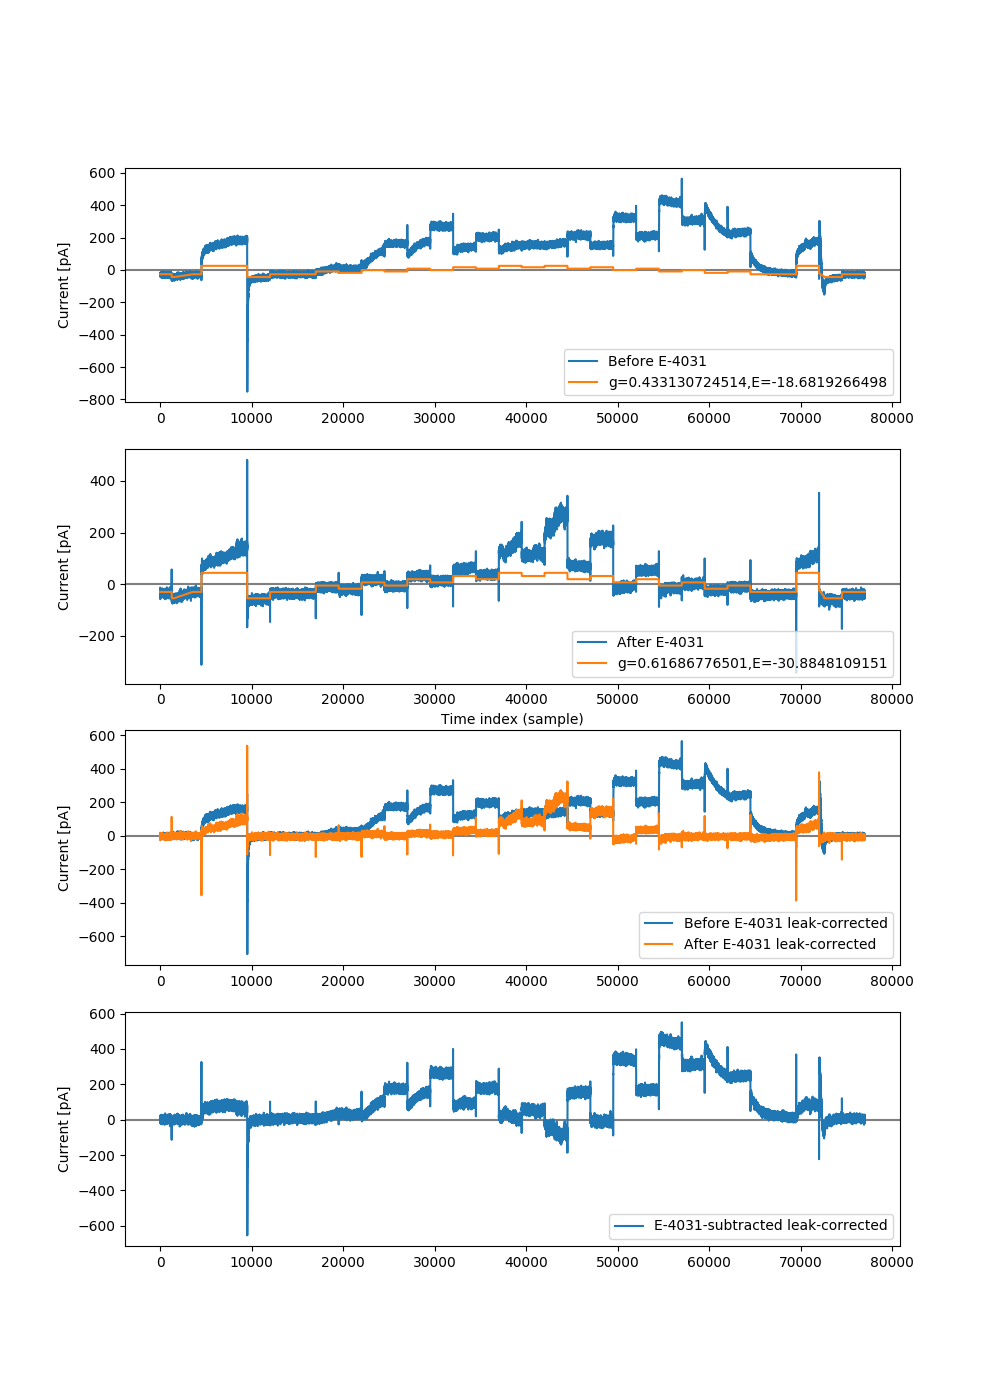 600
400
200
0
−200
−400
−600
−800
Current [pA]
Before E-4031
g=0.433130724514,E=-18.6819266498
0 10000 20000 30000 40000 50000 60000 70000 80000
400
200
0
−200
Current [pA]
After E-4031
g=0.61686776501,E=-30.8848109151
0 10000 20000 30000 40000 50000 60000 70000 80000
Time index (sample)
600
400
200
0
−200
−400
−600
Current [pA]
Before E-4031 leak-corrected
After E-4031 leak-corrected
0 10000 20000 30000 40000 50000 60000 70000 80000
600
400
200
0
−200
−400
−600
Current [pA]
E-4031-subtracted leak-corrected
0 10000 20000 30000 40000 50000 60000 70000 80000